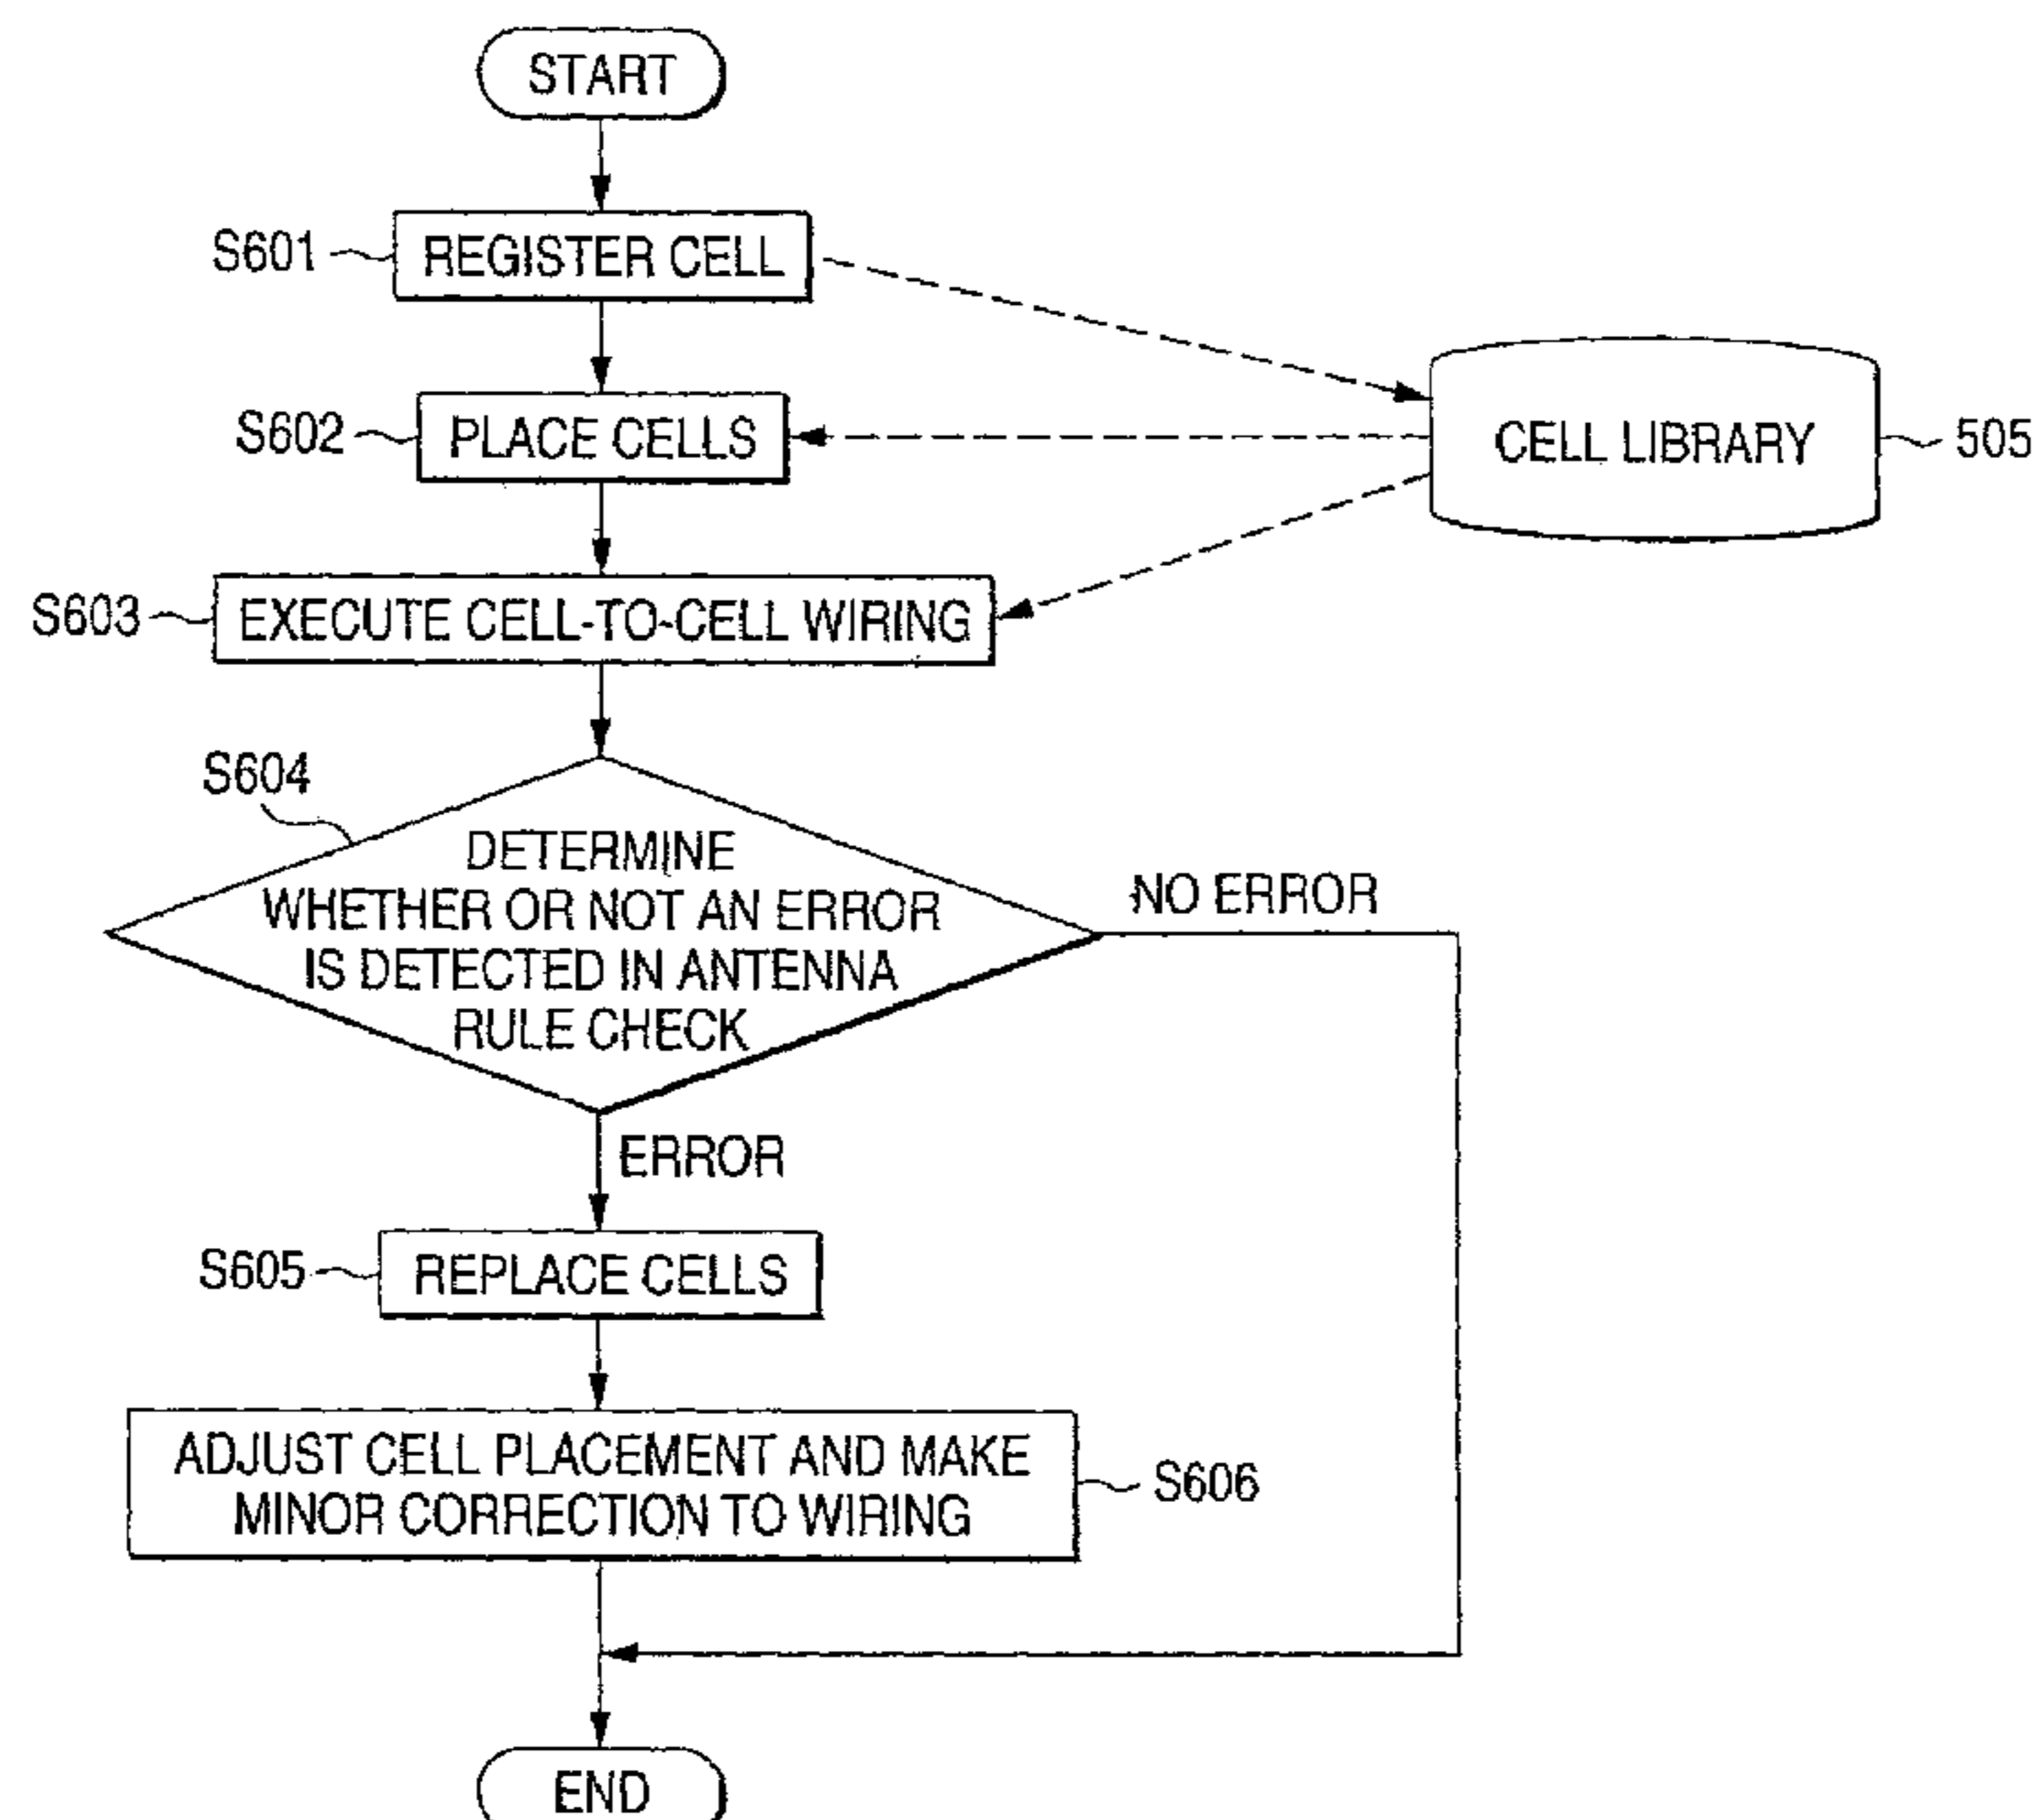 START
S601
REGISTER CELL
S602
PLACE CELLS
CELL LIBRARY
505
S603
EXECUTE CELL-TO-CELL WIRING
S604
DETERMINE
WHETHER OR NOT AN ERROR
IS DETECTED IN ANTENNA
RULE CHECK
NO ERROR
ERROR
S605
REPLACE CELLS
ADJUST CELL PLACEMENT AND MAKE
MINOR CORRECTION TO WIRING
S606
END